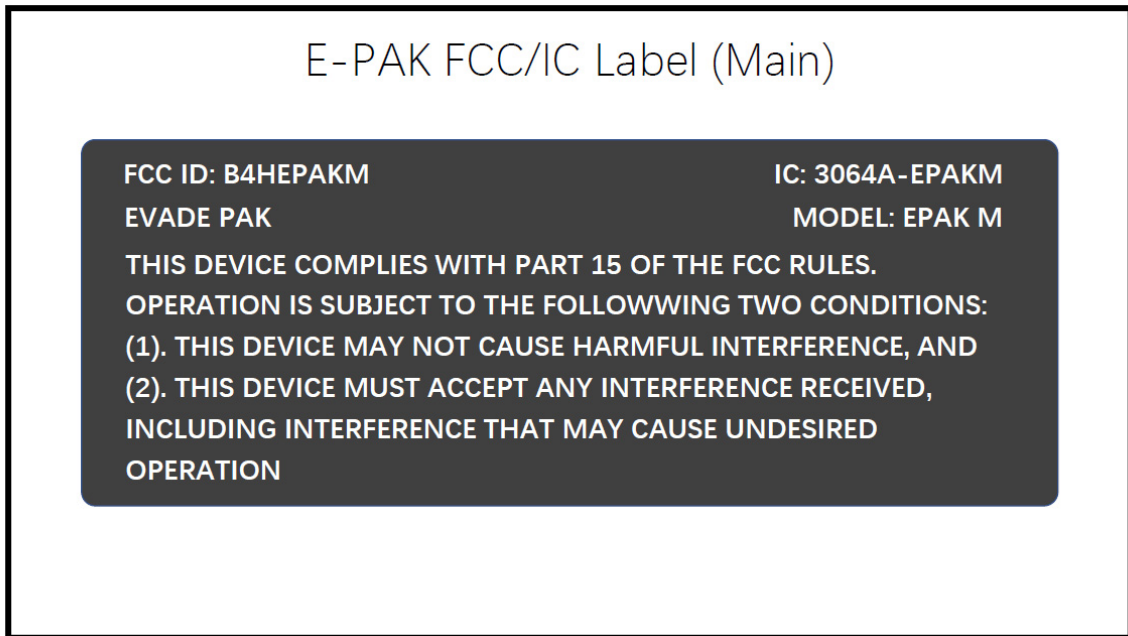 E-PAK FCC/IC Label (Main)
FCC ID: B4HEPAKM IC: 3064A-EPAKM
EVADE PAK MODEL: EPAK M
THIS DEVICE COMPLIES WITH PART 15 OF THE FCC RULES.
OPERATION IS SUBJECT TO THE FOLLOWWING TWO CONDITIONS:
(1). THIS DEVICE MAY NOT CAUSE HARMFUL INTERFERENCE, AND
(2). THIS DEVICE MUST ACCEPT ANY INTERFERENCE RECEIVED,
INCLUDING INTERFERENCE THAT MAY CAUSE UNDESIRED
OPERATION